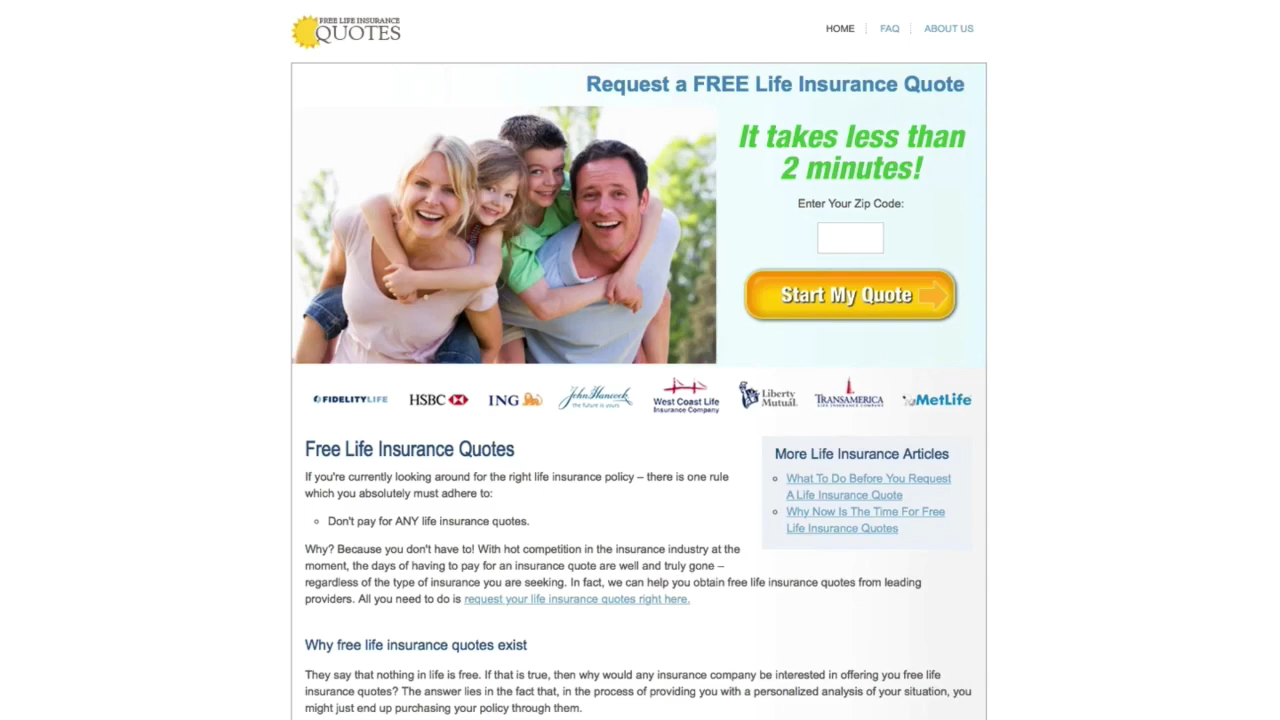 FREE LIFE INSURANCE
QUOTES
HOME
FAQ
ABOUT US
Request a FREE Life Insurance Quote
It takes less than
2 minutes!
Enter Your Zip Code:
Start My Quote
FIDELITYLIFE
HSBC
ING
John Hancock
the future is yours
West Coast Life
Insurance Company
Liberty
Mutual.
TRANSAMERICA
LIFE INSURANCE COMPANY
MetLife
Free Life Insurance Quotes
If you're currently looking around for the right life insurance policy – there is one rule
which you absolutely must adhere to:
Don't pay for ANY life insurance quotes.
Why? Because you don't have to! With hot competition in the insurance industry at the
moment, the days of having to pay for an insurance quote are well and truly gone –
regardless of the type of insurance you are seeking. In fact, we can help you obtain free life insurance quotes from leading
providers. All you need to do is request your life insurance quotes right here.
More Life Insurance Articles
What To Do Before You Request
A Life Insurance Quote
Why Now Is The Time For Free
Life Insurance Quotes
Why free life insurance quotes exist
They say that nothing in life is free. If that is true, then why would any insurance company be interested in offering you free life
insurance quotes? The answer lies in the fact that, in the process of providing you with a personalized analysis of your situation, you
might just end up purchasing your policy through them.